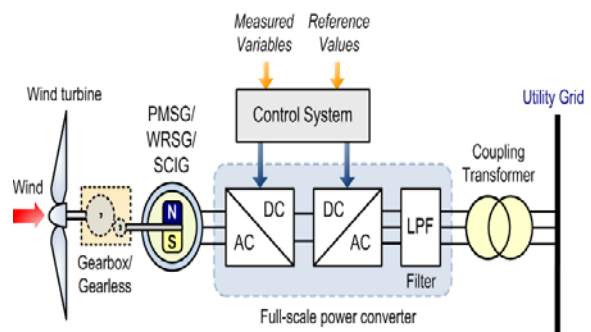 Measured
Variables
Reference
Values
Wind turbine
PMSG/
WRSG/
SCIG
Control System
Utility Grid
Coupling
Transformer
Wind
N
S
DC
AC
DC
AC
LPF
Gearbox/
Gearless
Filter
Full-scale power converter